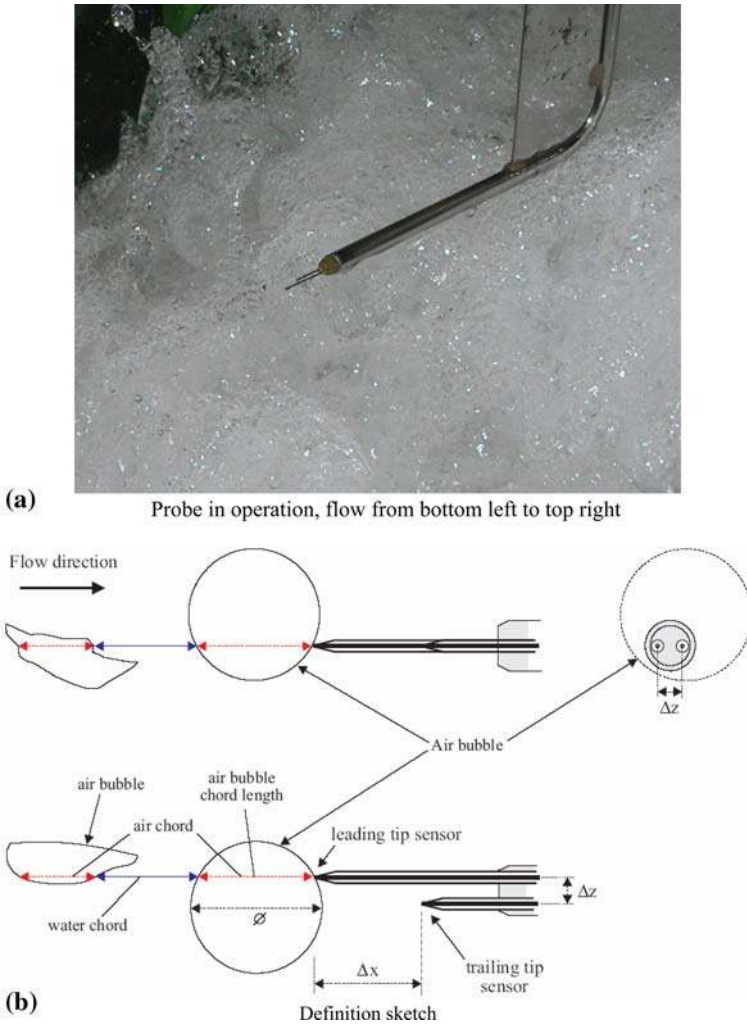 (a)
Probe in operation, flow from bottom left to top right
Flow direction
Δz
Air bubble
air bubble
air bubble
chord length
air chord
leading tip sensor
Δz
water chord
Ø
trailing tip
sensor
Δx
(b)
Definition sketch